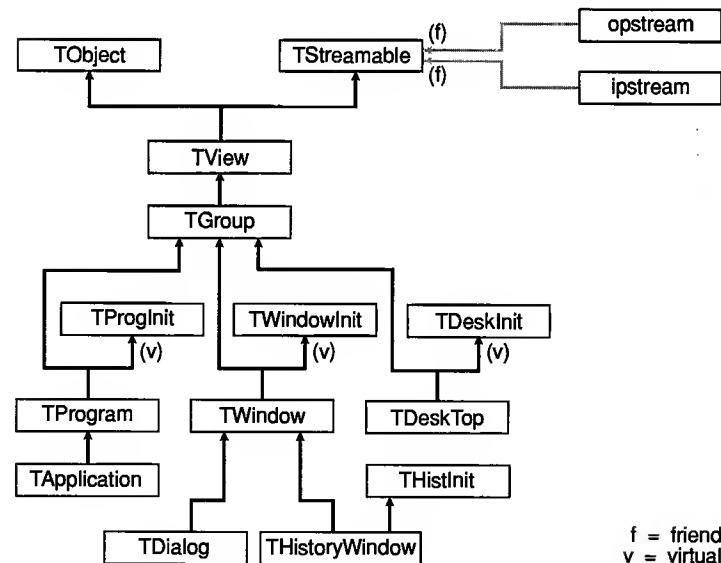 opstream
(f)
TObject
TStreamable
(f)
ipstream
TView
TGroup
TProgInit
TWindowInit
TDeskInit
(v)
(v)
(v)
TProgram
TWindow
TDeskTop
TApplication
THistInit
TDialog
THistoryWindow
f = friend
v = virtual